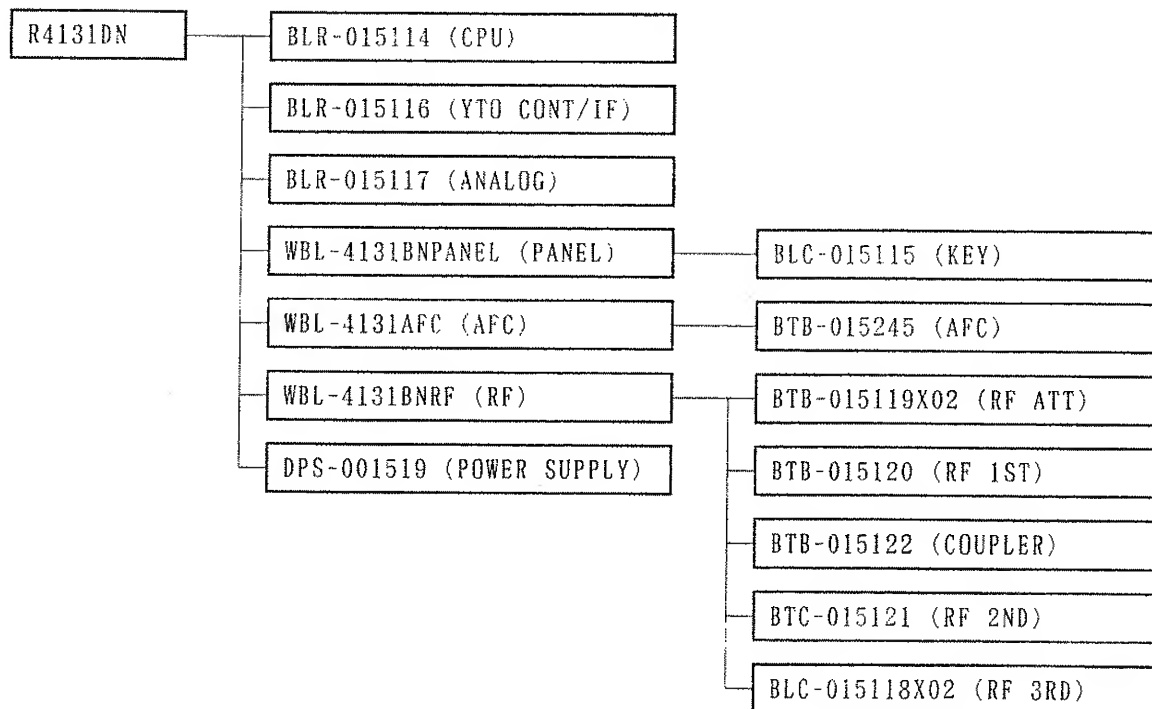 R4131DN
BLR-015114 (CPU)
BLR-015116 (YTO CONT/IF)
BLR-015117 (ANALOG)
WBL-4131BNPANEL (PANEL)
BLC-015115 (KEY)
WBL-4131AFC (AFC)
BTB-015245 (AFC)
WBL-4131BNRF (RF)
BTB-015119X02 (RF ATT)
DPS-001519 (POWER SUPPLY)
BTB-015120 (RF 1ST)
BTB-015122 (COUPLER)
BTC-015121 (RF 2ND)
BLC-015118X02 (RF 3RD)